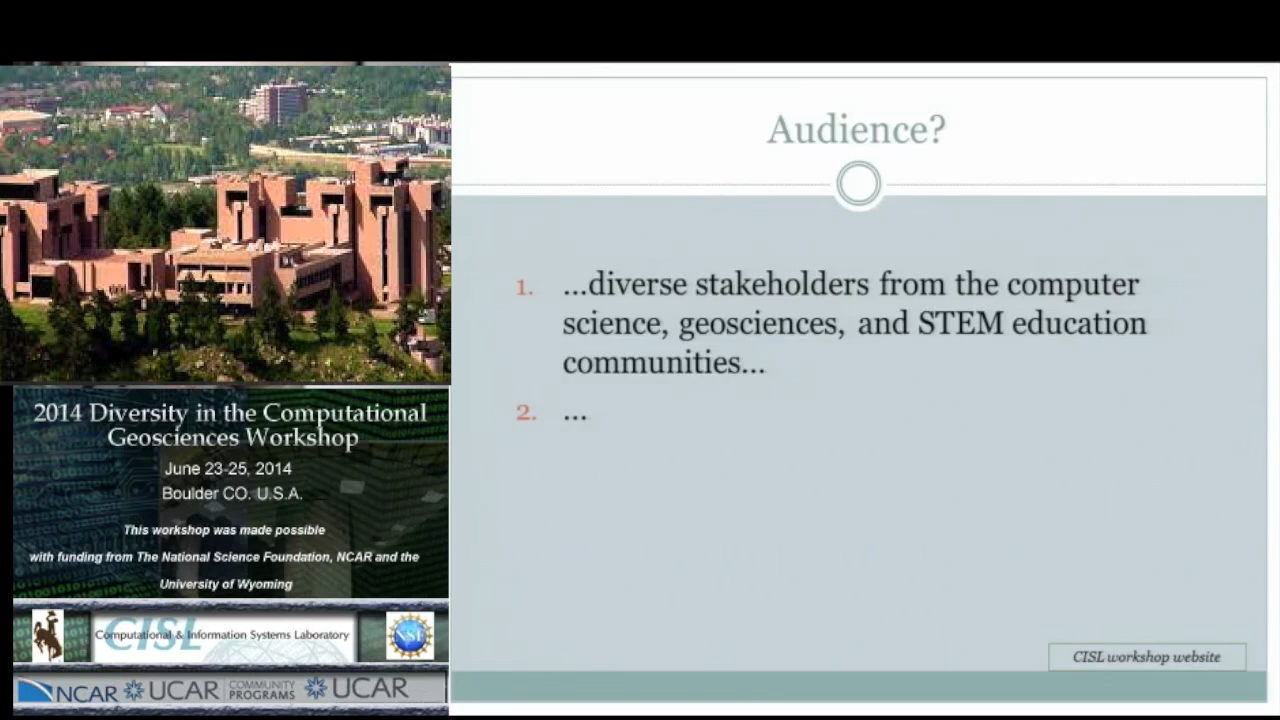 Audience?
1. ...diverse stakeholders from the computer
science, geosciences, and STEM education
communities...
2. ...
CISL workshop website
2014 Diversity in the Computational
Geosciences Workshop
June 23-25, 2014
Boulder CO. U.S.A.
This workshop was made possible
with funding from The National Science Foundation, NCAR and the
University of Wyoming
CISL
Computational & Information Systems Laboratory
NSF
NCAR UCAR COMMUNITY PROGRAMS UCAR